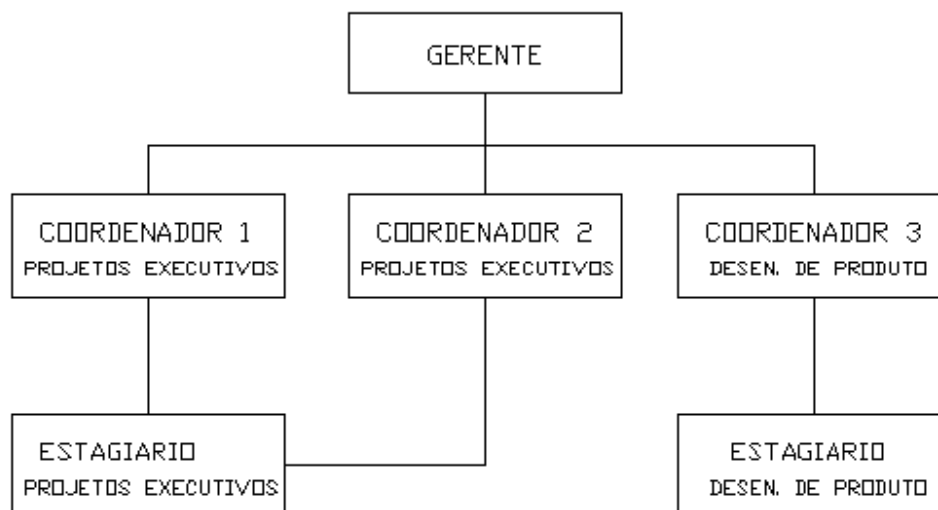 GERENTE
COORDENADOR 1
PROJETOS EXECUTIVOS
COORDENADOR 2
PROJETOS EXECUTIVOS
COORDENADOR 3
DESEN. DE PRODUTO
ESTAGIARIO
PROJETOS EXECUTIVOS
ESTAGIARIO
DESEN. DE PRODUTO